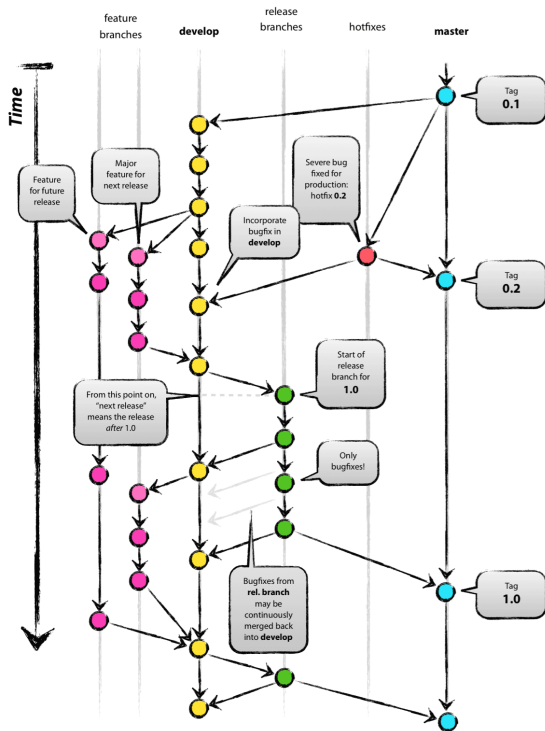 feature
branches
develop
release
branches
hotfixes
master
Time
Tag
0.1
Major
feature for
next release
Feature
for future
release
Severe bug
fixed for
production:
hotfix 0.2
Incorporate
bugfix in
develop
Tag
0.2
Start of
release
branch for
1.0
From this point on,
“next release”
means the release
after 1.0
Only
bugfixes!
Bugfixes from
rel. branch
may be
continuously
merged back
into develop
Tag
1.0